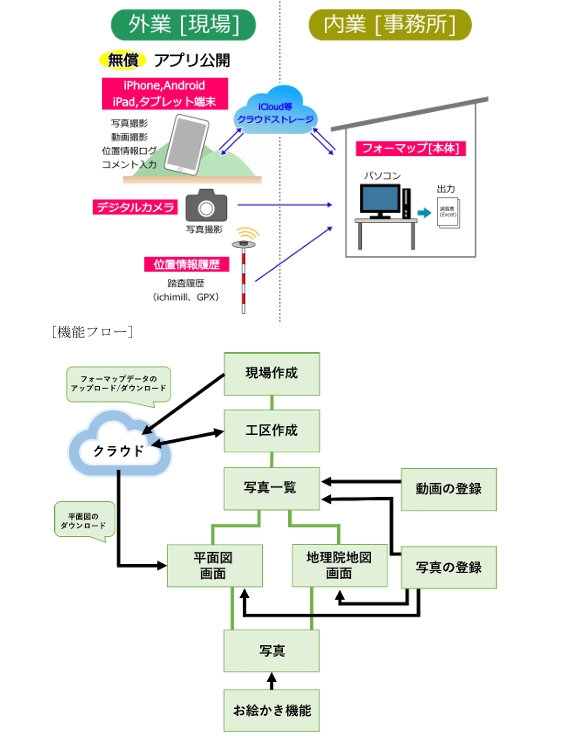 外業 [現場]
内業 [事務所]
無償 アプリ公開
iPhone,Android
iPad,タブレット端末
写真撮影
動画撮影
位置情報ログ
コメント入力
iCloud等
クラウドストレージ
フォーマップ[本体]
パソコン
出力
調査票
(Excel)
デジタルカメラ
写真撮影
位置情報履歴
踏査履歴
(ichimill、GPX)
[機能フロー]
フォーマップデータの
アップロード/ダウンロード
現場作成
クラウド
工区作成
写真一覧
動画の登録
平面図の
ダウンロード
平面図
画面
地理院地図
画面
写真の登録
写真
お絵かき機能